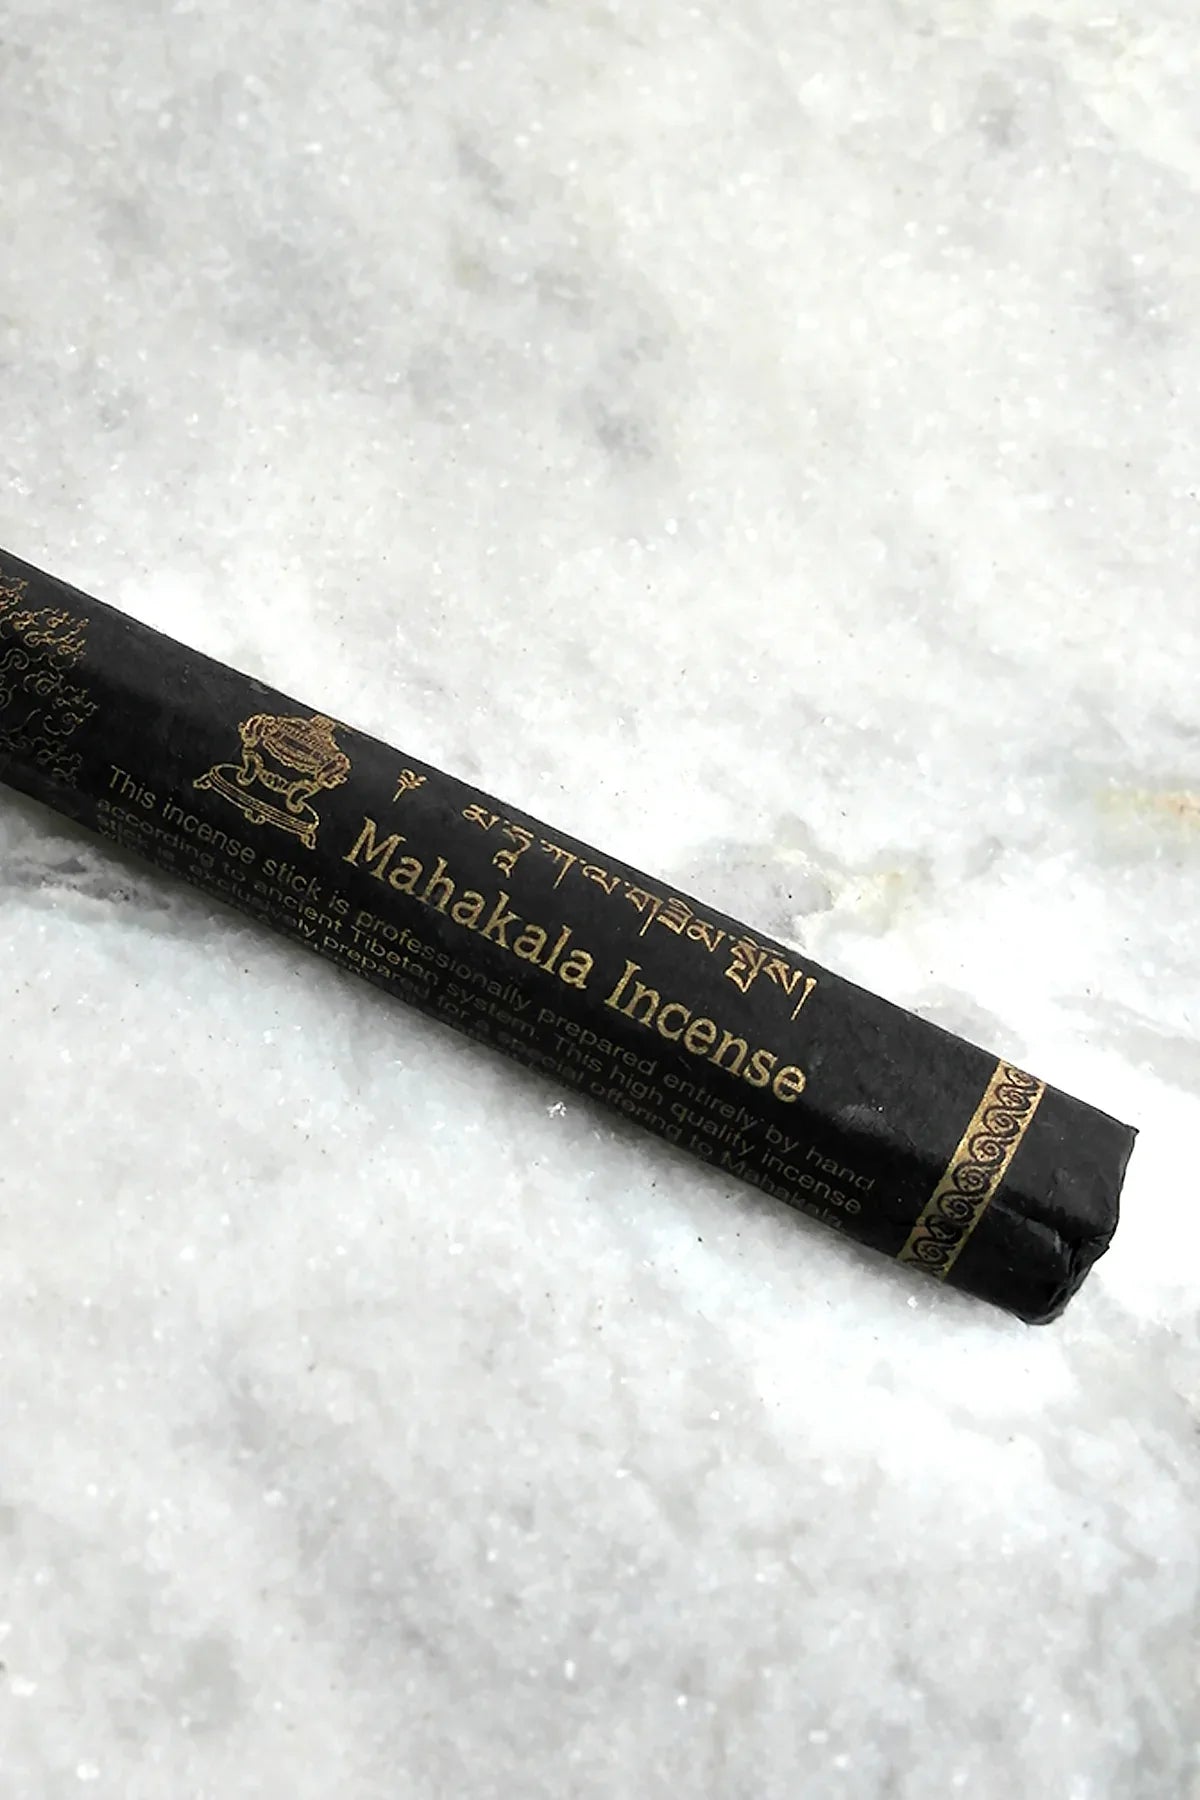 ༄ མ་ཧཱ་ཀཱ་ལ་བཟིམ་སྤོས།
Mahakala Incense
This incense stick is professionally prepared entirely by hand
according to ancient Tibetan system. This high quality incense
stick is exclusively prepared for a special offering to Mahakala